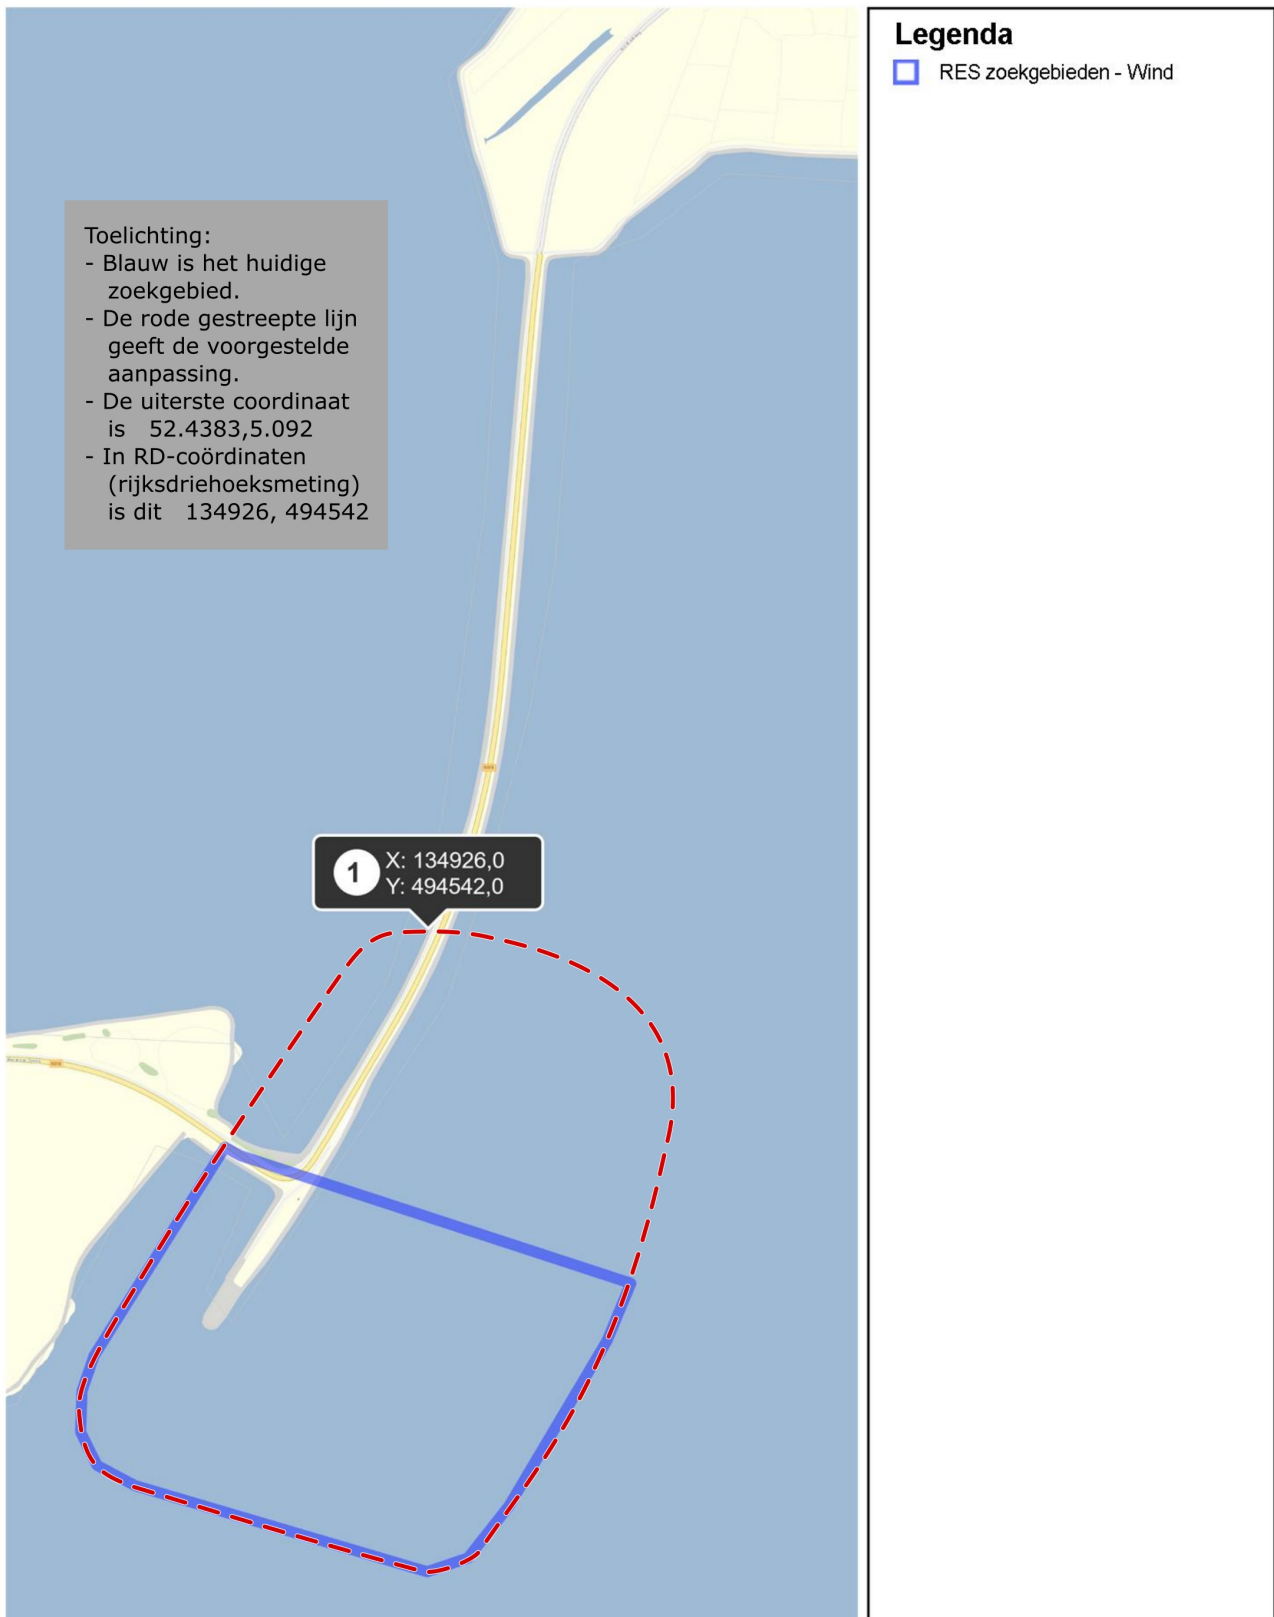 Legenda
RES zoekgebieden - Wind
Toelichting:
- Blauw is het huidige
zoekgebied.
- De rode gestreepte lijn
geeft de voorgestelde
aanpassing.
- De uiterste coordinaat
is 52.4383,5.092
- In RD-coördinaten
(rijksdriehoeksmeting)
is dit 134926, 494542
1
X: 134926,0
Y: 494542,0